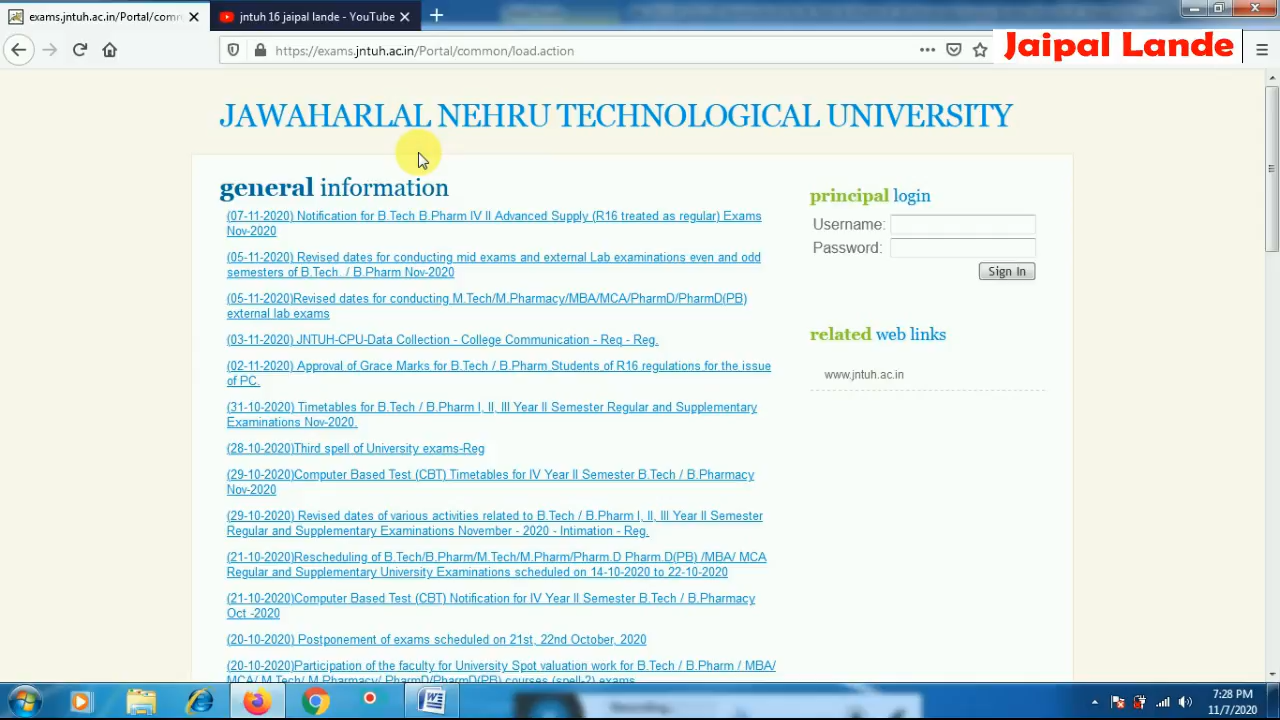 exams.jntuh.ac.in/Portal/comm
jntuh 16 jaipal lande - YouTube
https://exams.jntuh.ac.in/Portal/common/load.action
Jaipal Lande
JAWAHARLAL NEHRU TECHNOLOGICAL UNIVERSITY
general information
(07-11-2020) Notification for B.Tech B.Pharm IV II Advanced Supply (R16 treated as regular) Exams
Nov-2020
(05-11-2020) Revised dates for conducting mid exams and external Lab examinations even and odd
semesters of B.Tech / B.Pharm Nov-2020
(05-11-2020)Revised dates for conducting M.Tech/M.Pharmacy/MBA/MCA/PharmD/PharmD(PB)
external lab exams
(03-11-2020) JNTUH-CPU-Data Collection - College Communication - Req - Reg.
(02-11-2020) Approval of Grace Marks for B.Tech / B.Pharm Students of R16 regulations for the issue
of PC.
(31-10-2020) Timetables for B.Tech / B.Pharm I, II, III Year II Semester Regular and Supplementary
Examinations Nov-2020.
(28-10-2020)Third spell of University exams-Reg
(29-10-2020)Computer Based Test (CBT) Timetables for IV Year II Semester B.Tech / B.Pharmacy
Nov-2020
(29-10-2020) Revised dates of various activities related to B.Tech / B.Pharm I, II, III Year II Semester
Regular and Supplementary Examinations November - 2020 - Intimation - Reg.
(21-10-2020)Rescheduling of B.Tech/B.Pharm/M.Tech/M.Pharm/Pharm.D Pharm.D(PB) /MBA/ MCA
Regular and Supplementary University Examinations scheduled on 14-10-2020 to 22-10-2020
(21-10-2020)Computer Based Test (CBT) Notification for IV Year II Semester B.Tech / B.Pharmacy
Oct -2020
(20-10-2020) Postponement of exams scheduled on 21st, 22nd October, 2020
(20-10-2020)Participation of the faculty for University Spot valuation work for B.Tech / B.Pharm / MBA/
MCA/ M.Tech/ M.Pharmacy/ PharmD/PharmD(PB) courses (spell-2) exams
principal login
Username:
Password:
Sign In
related web links
www.jntuh.ac.in
Recording...
7:28 PM
11/7/2020